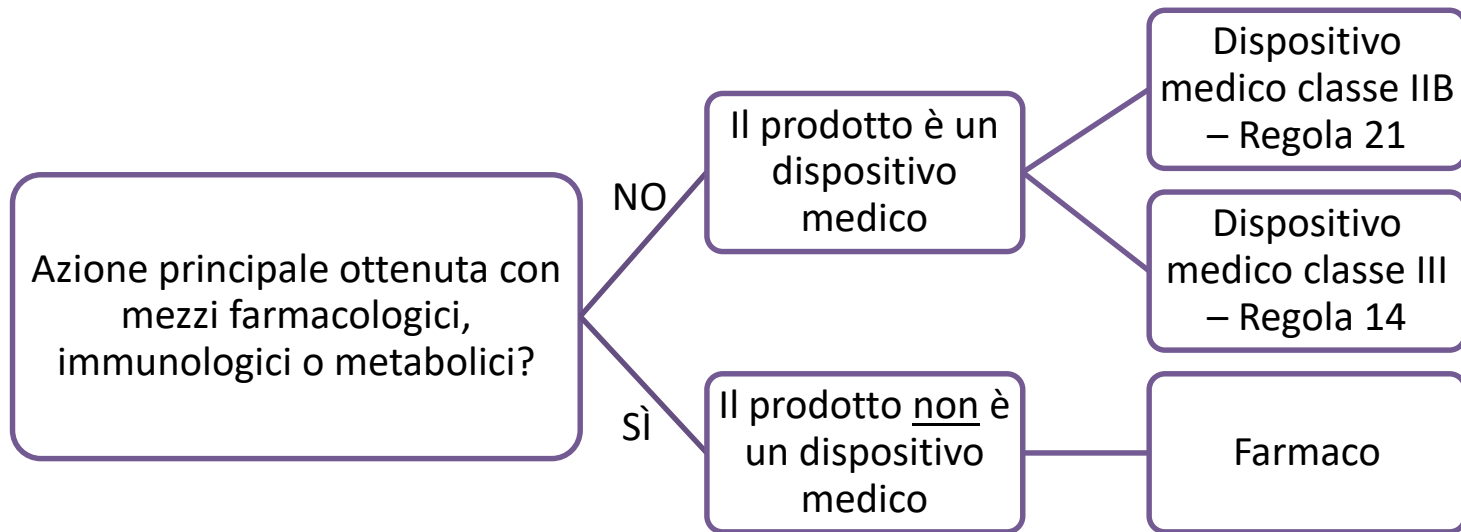 Azione principale ottenuta con
mezzi farmacologici,
immunologici o metabolici?
NO
Il prodotto è un
dispositivo
medico
Dispositivo
medico classe IIB
– Regola 21
Dispositivo
medico classe III
– Regola 14
SÌ
Il prodotto non è
un dispositivo
medico
Farmaco